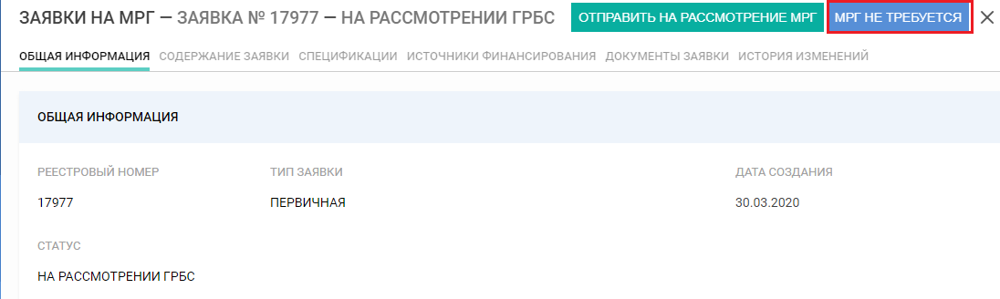 ЗАЯВКИ НА МРГ — ЗАЯВКА № 17977 — НА РАССМОТРЕНИИ ГРБС ОТПРАВИТЬ НА РАССМОТРЕНИЕ МРГ МРГ НЕ ТРЕБУЕТСЯ
ОБЩАЯ ИНФОРМАЦИЯ СОДЕРЖАНИЕ ЗАЯВКИ СПЕЦИФИКАЦИИ ИСТОЧНИКИ ФИНАНСИРОВАНИЯ ДОКУМЕНТЫ ЗАЯВКИ ИСТОРИЯ ИЗМЕНЕНИЙ
ОБЩАЯ ИНФОРМАЦИЯ
РЕЕСТРОВЫЙ НОМЕР ТИП ЗАЯВКИ ДАТА СОЗДАНИЯ
17977 ПЕРВИЧНАЯ 30.03.2020
СТАТУС
НА РАССМОТРЕНИИ ГРБС